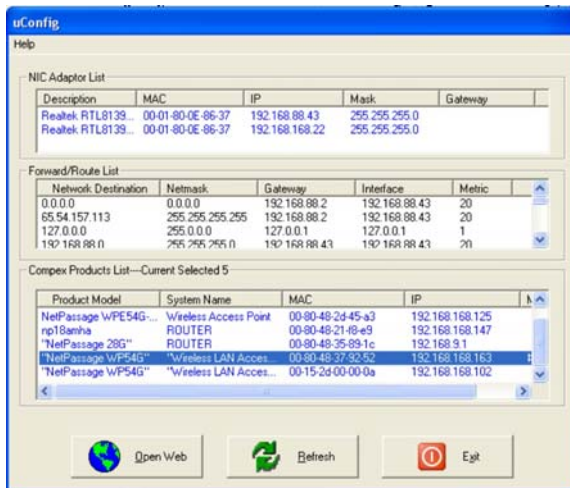 uConfig
Help
NIC Adaptor List
Description MAC IP Mask Gateway
Realtek RTL8139... 00-01-80-0E-86-37 192.168.88.43 255.255.255.0
Realtek RTL8139... 00-01-80-0E-86-37 192.168.168.22 255.255.255.0
Forward/Route List
Network Destination Netmask Gateway Interface Metric
0.0.0.0 0.0.0.0 192.168.88.2 192.168.88.43 20
65.54.157.113 255.255.255.255 192.168.88.2 192.168.88.43 20
127.0.0.0 255.0.0.0 127.0.0.1 127.0.0.1 1
192.168.88.0 255.255.255.0 192.168.88.43 192.168.88.43 20
Compex Products List---Current Selected 5
Product Model System Name MAC IP
NetPassage WPE54G-... Wireless Access Point 00-80-48-2d-45-a3 192.168.168.125
np18amha ROUTER 00-80-48-21-f8-e9 192.168.168.147
"NetPassage 28G" ROUTER 00-80-48-35-89-1c 192.168.9.1
"NetPassage WP54G" "Wireless LAN Acces... 00-80-48-37-92-52 192.168.168.163
"NetPassage WP54G" "Wireless LAN Acces... 00-15-2d-00-00-0a 192.168.168.102
Open Web Refresh Exit